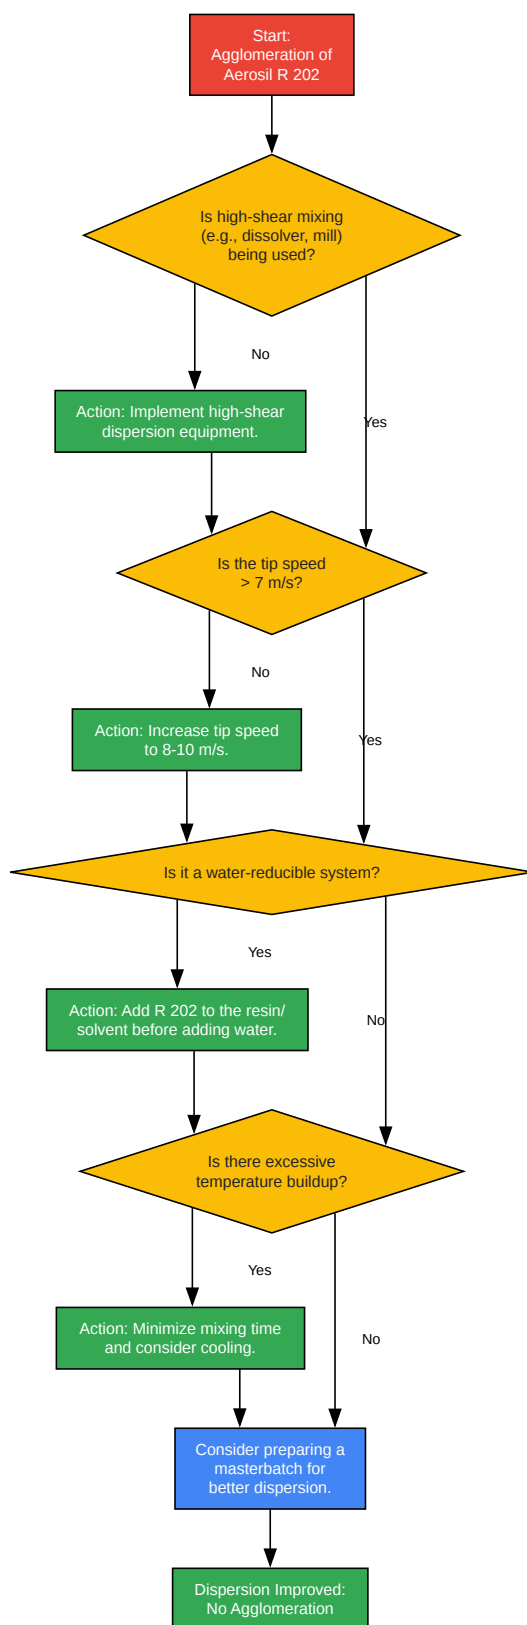 Start:
Agglomeration of
Aerosil R 202
Is high-shear mixing
(e.g., dissolver, mill)
being used?
No
Action: Implement high-shear
dispersion equipment.
Yes
Is the tip speed
> 7 m/s?
No
Action: Increase tip speed
to 8-10 m/s.
Yes
Is it a water-reducible system?
Yes
Action: Add R 202 to the resin/
solvent before adding water.
No
Is there excessive
temperature buildup?
Yes
Action: Minimize mixing time
and consider cooling.
No
Consider preparing a
masterbatch for
better dispersion.
Dispersion Improved:
No Agglomeration